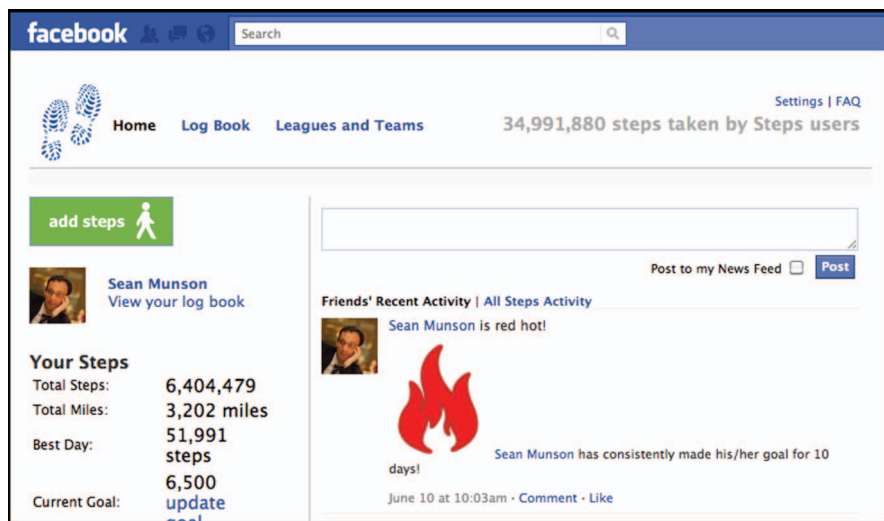 facebook
Search
Settings | FAQ
Home Log Book Leagues and Teams
34,991,880 steps taken by Steps users
add steps
Sean Munson
View your log book
Your Steps
Total Steps: 6,404,479
Total Miles: 3,202 miles
Best Day: 51,991
steps
Current Goal: 6,500
update
goal
Post to my News Feed Post
Friends' Recent Activity | All Steps Activity
Sean Munson is red hot!
Sean Munson has consistently made his/her goal for 10
days!
June 10 at 10:03am · Comment · Like